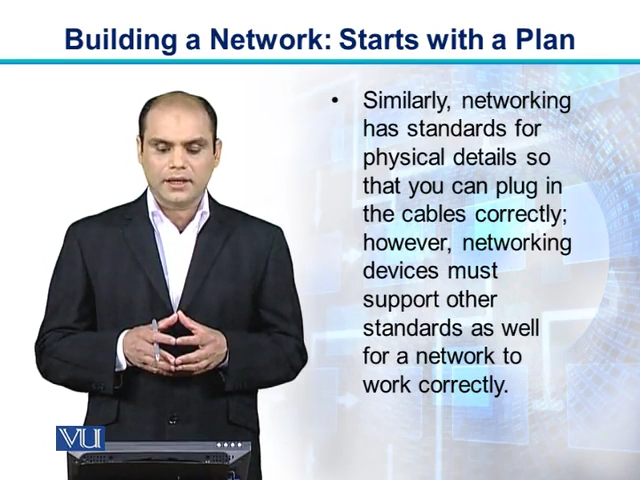 Building a Network: Starts with a Plan
• Similarly, networking
has standards for
physical details so
that you can plug in
the cables correctly;
however, networking
devices must
support other
standards as well
for a network to
work correctly.
VU